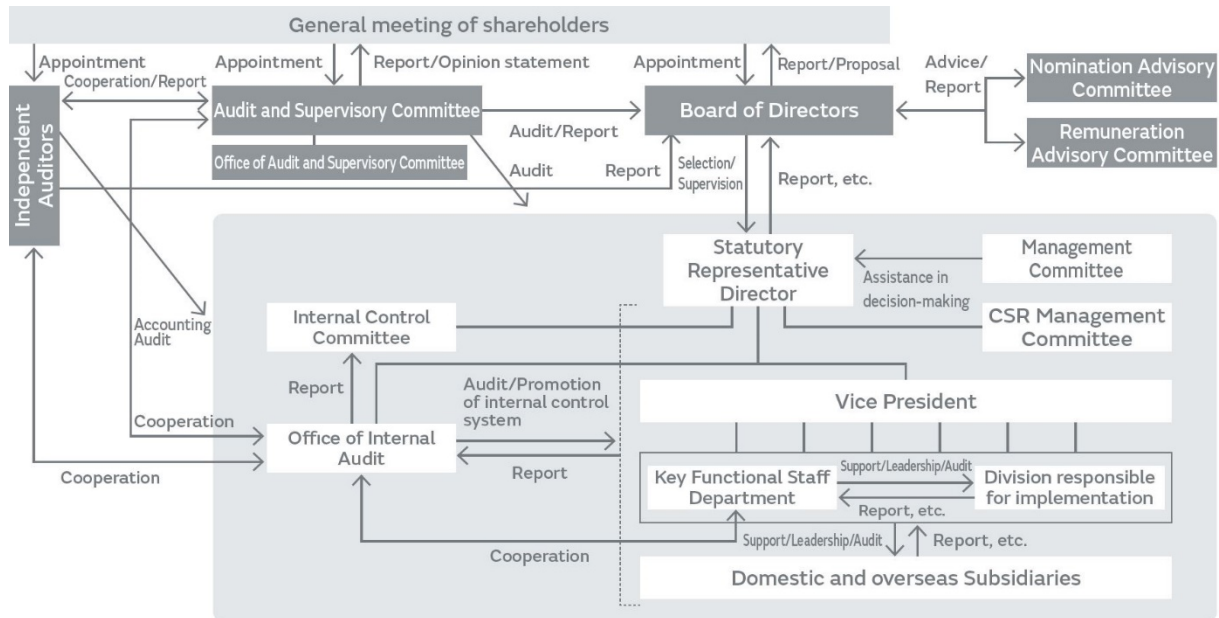 General meeting of shareholders
Appointment
Appointment
Report/Opinion statement
Appointment
Report/Proposal
Advice/
Report
Nomination Advisory
Committee
Cooperation/Report
Independent
Auditors
Audit and Supervisory Committee
Board of Directors
Remuneration
Advisory Committee
Audit/Report
Office of Audit and Supervisory Committee
Audit
Report
Selection/
Supervision
Report, etc.
Statutory
Representative
Director
Management
Committee
Assistance in
decision-making
CSR Management
Committee
Accounting
Audit
Internal Control
Committee
Report
Audit/Promotion
of internal control
system
Vice President
Cooperation
Office of Internal
Audit
Report
Cooperation
Key Functional Staff
Department
Support/Leadership/Audit
Division responsible
for implementation
Report, etc.
Cooperation
Support/Leadership/Audit
Report, etc.
Domestic and overseas Subsidiaries